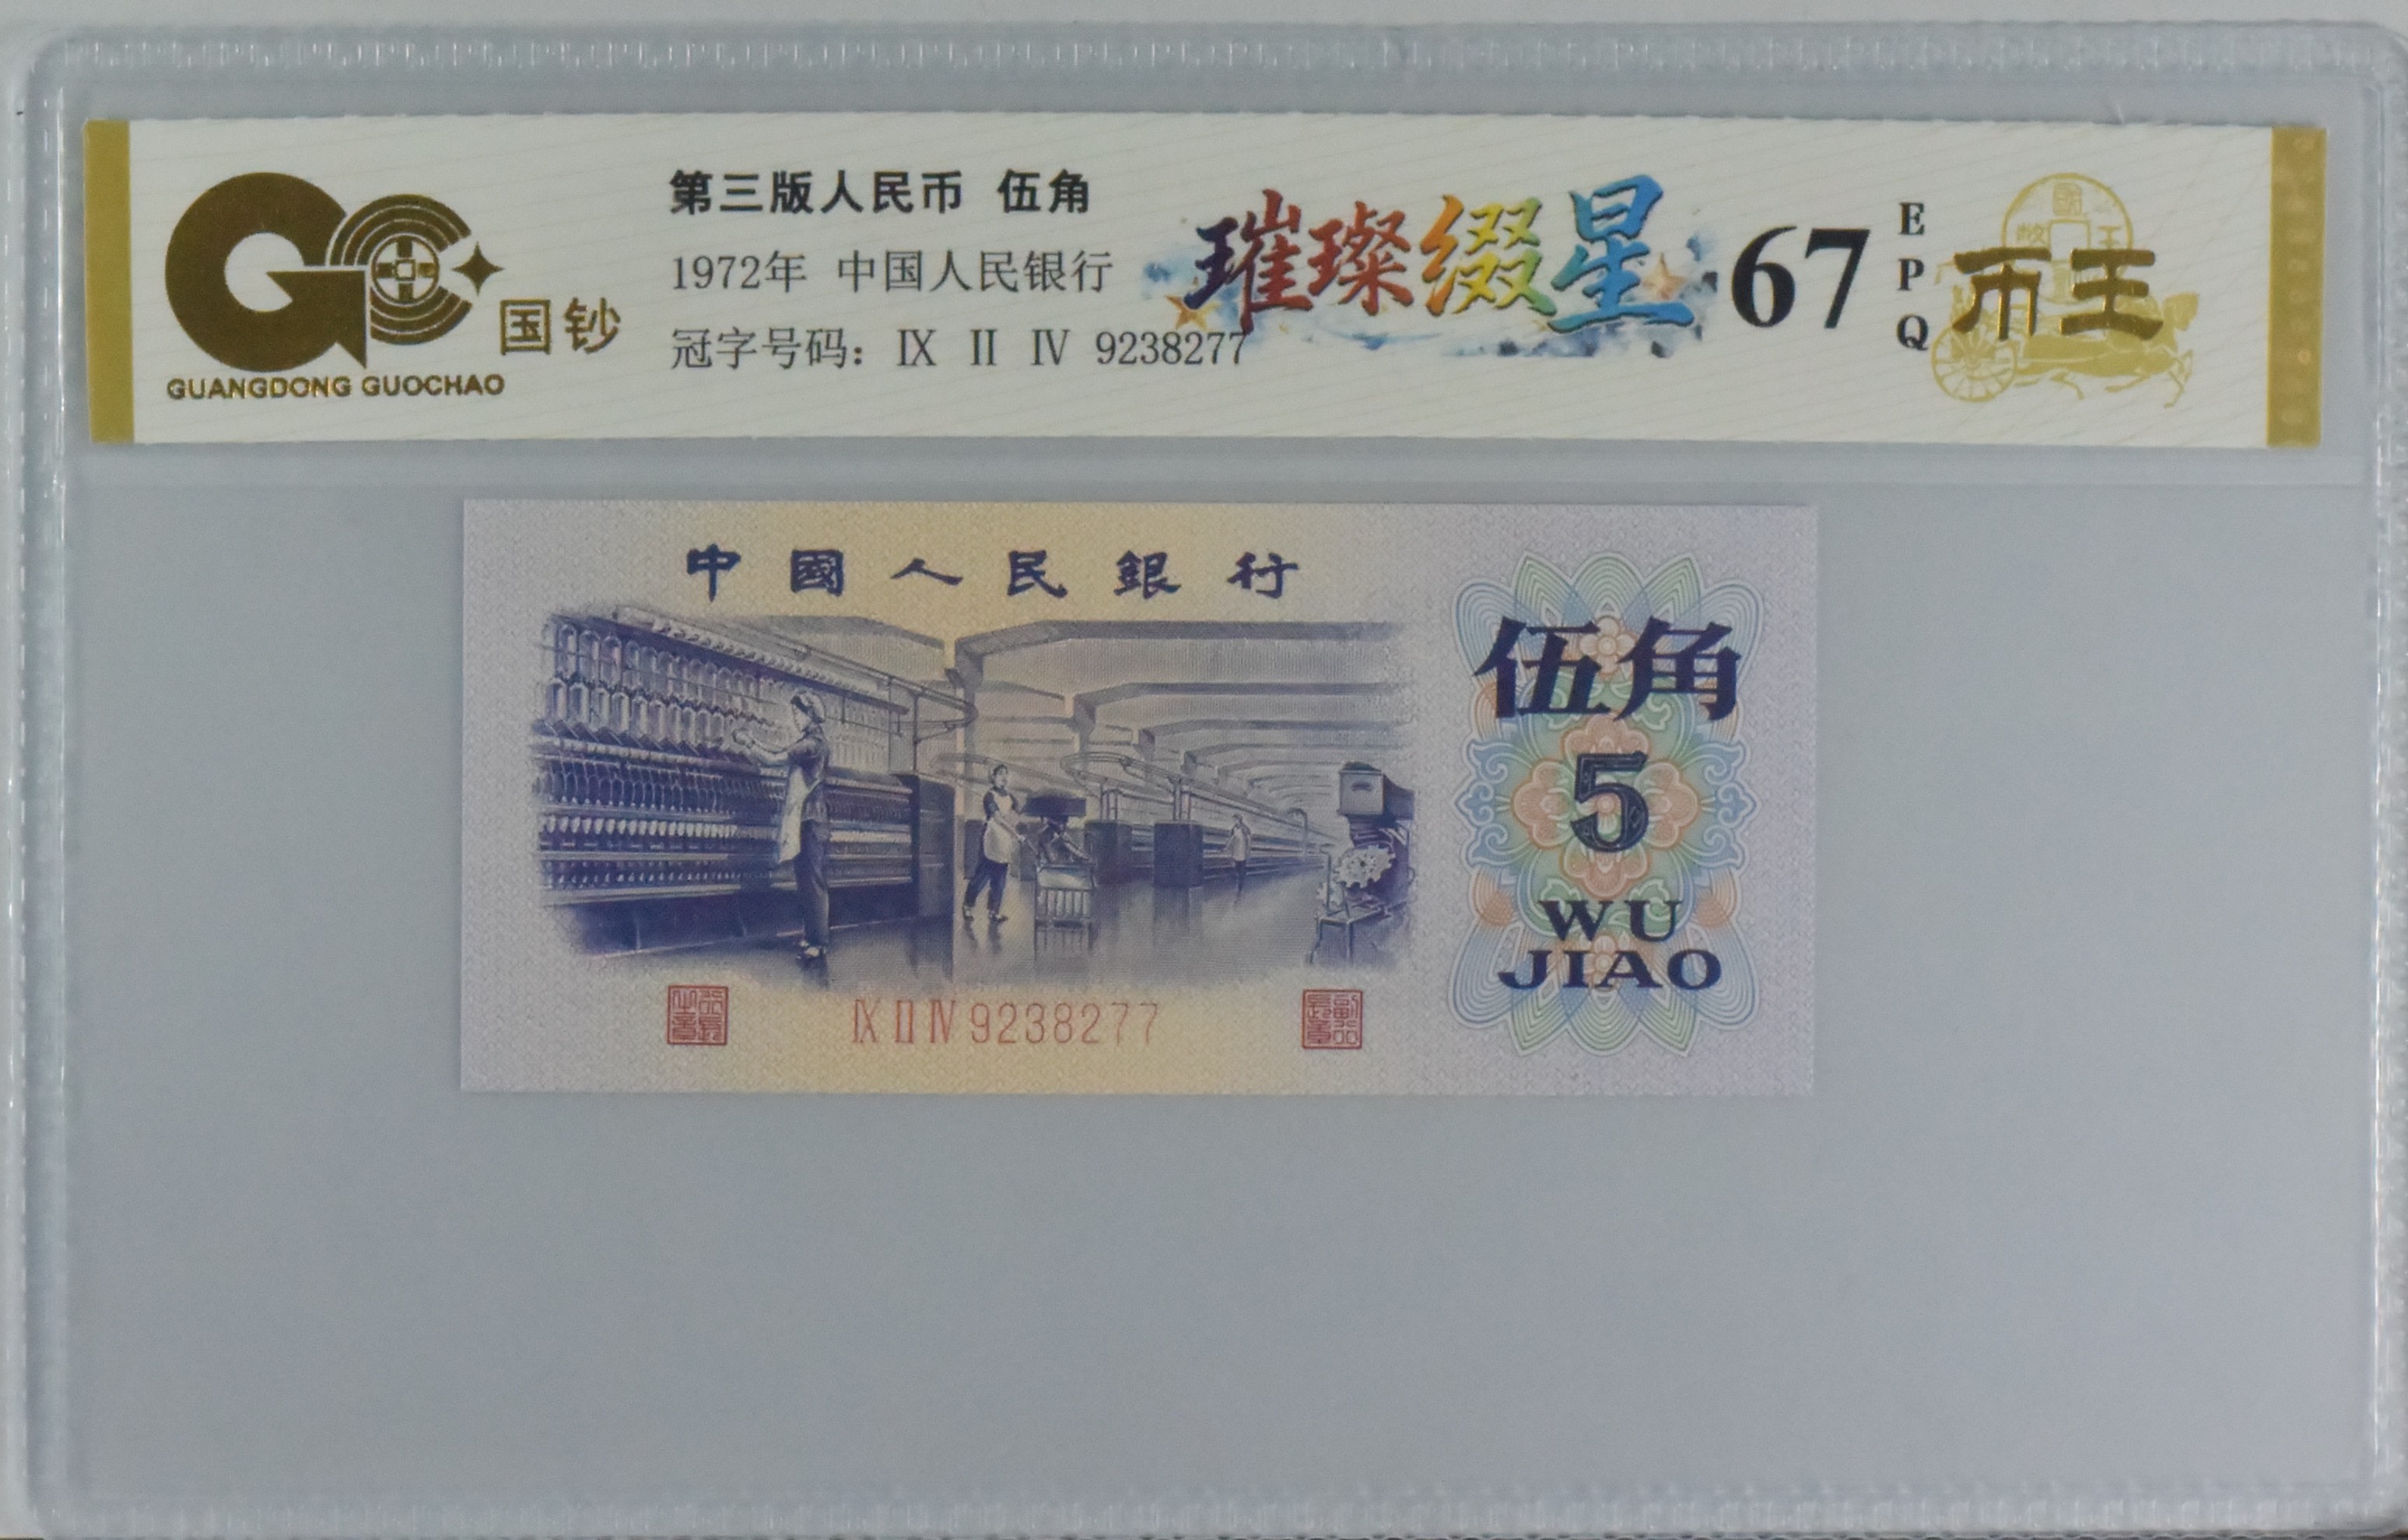 国钞
GUANGDONG GUOCHAO
第三版人民币 伍角
1972年 中国人民银行
冠字号码：Ⅸ Ⅱ Ⅳ 9238277
璀璨缀星
67
EPQ
币王
中國人民銀行
伍角
5
WU
JIAO
Ⅸ Ⅱ Ⅳ 9238277